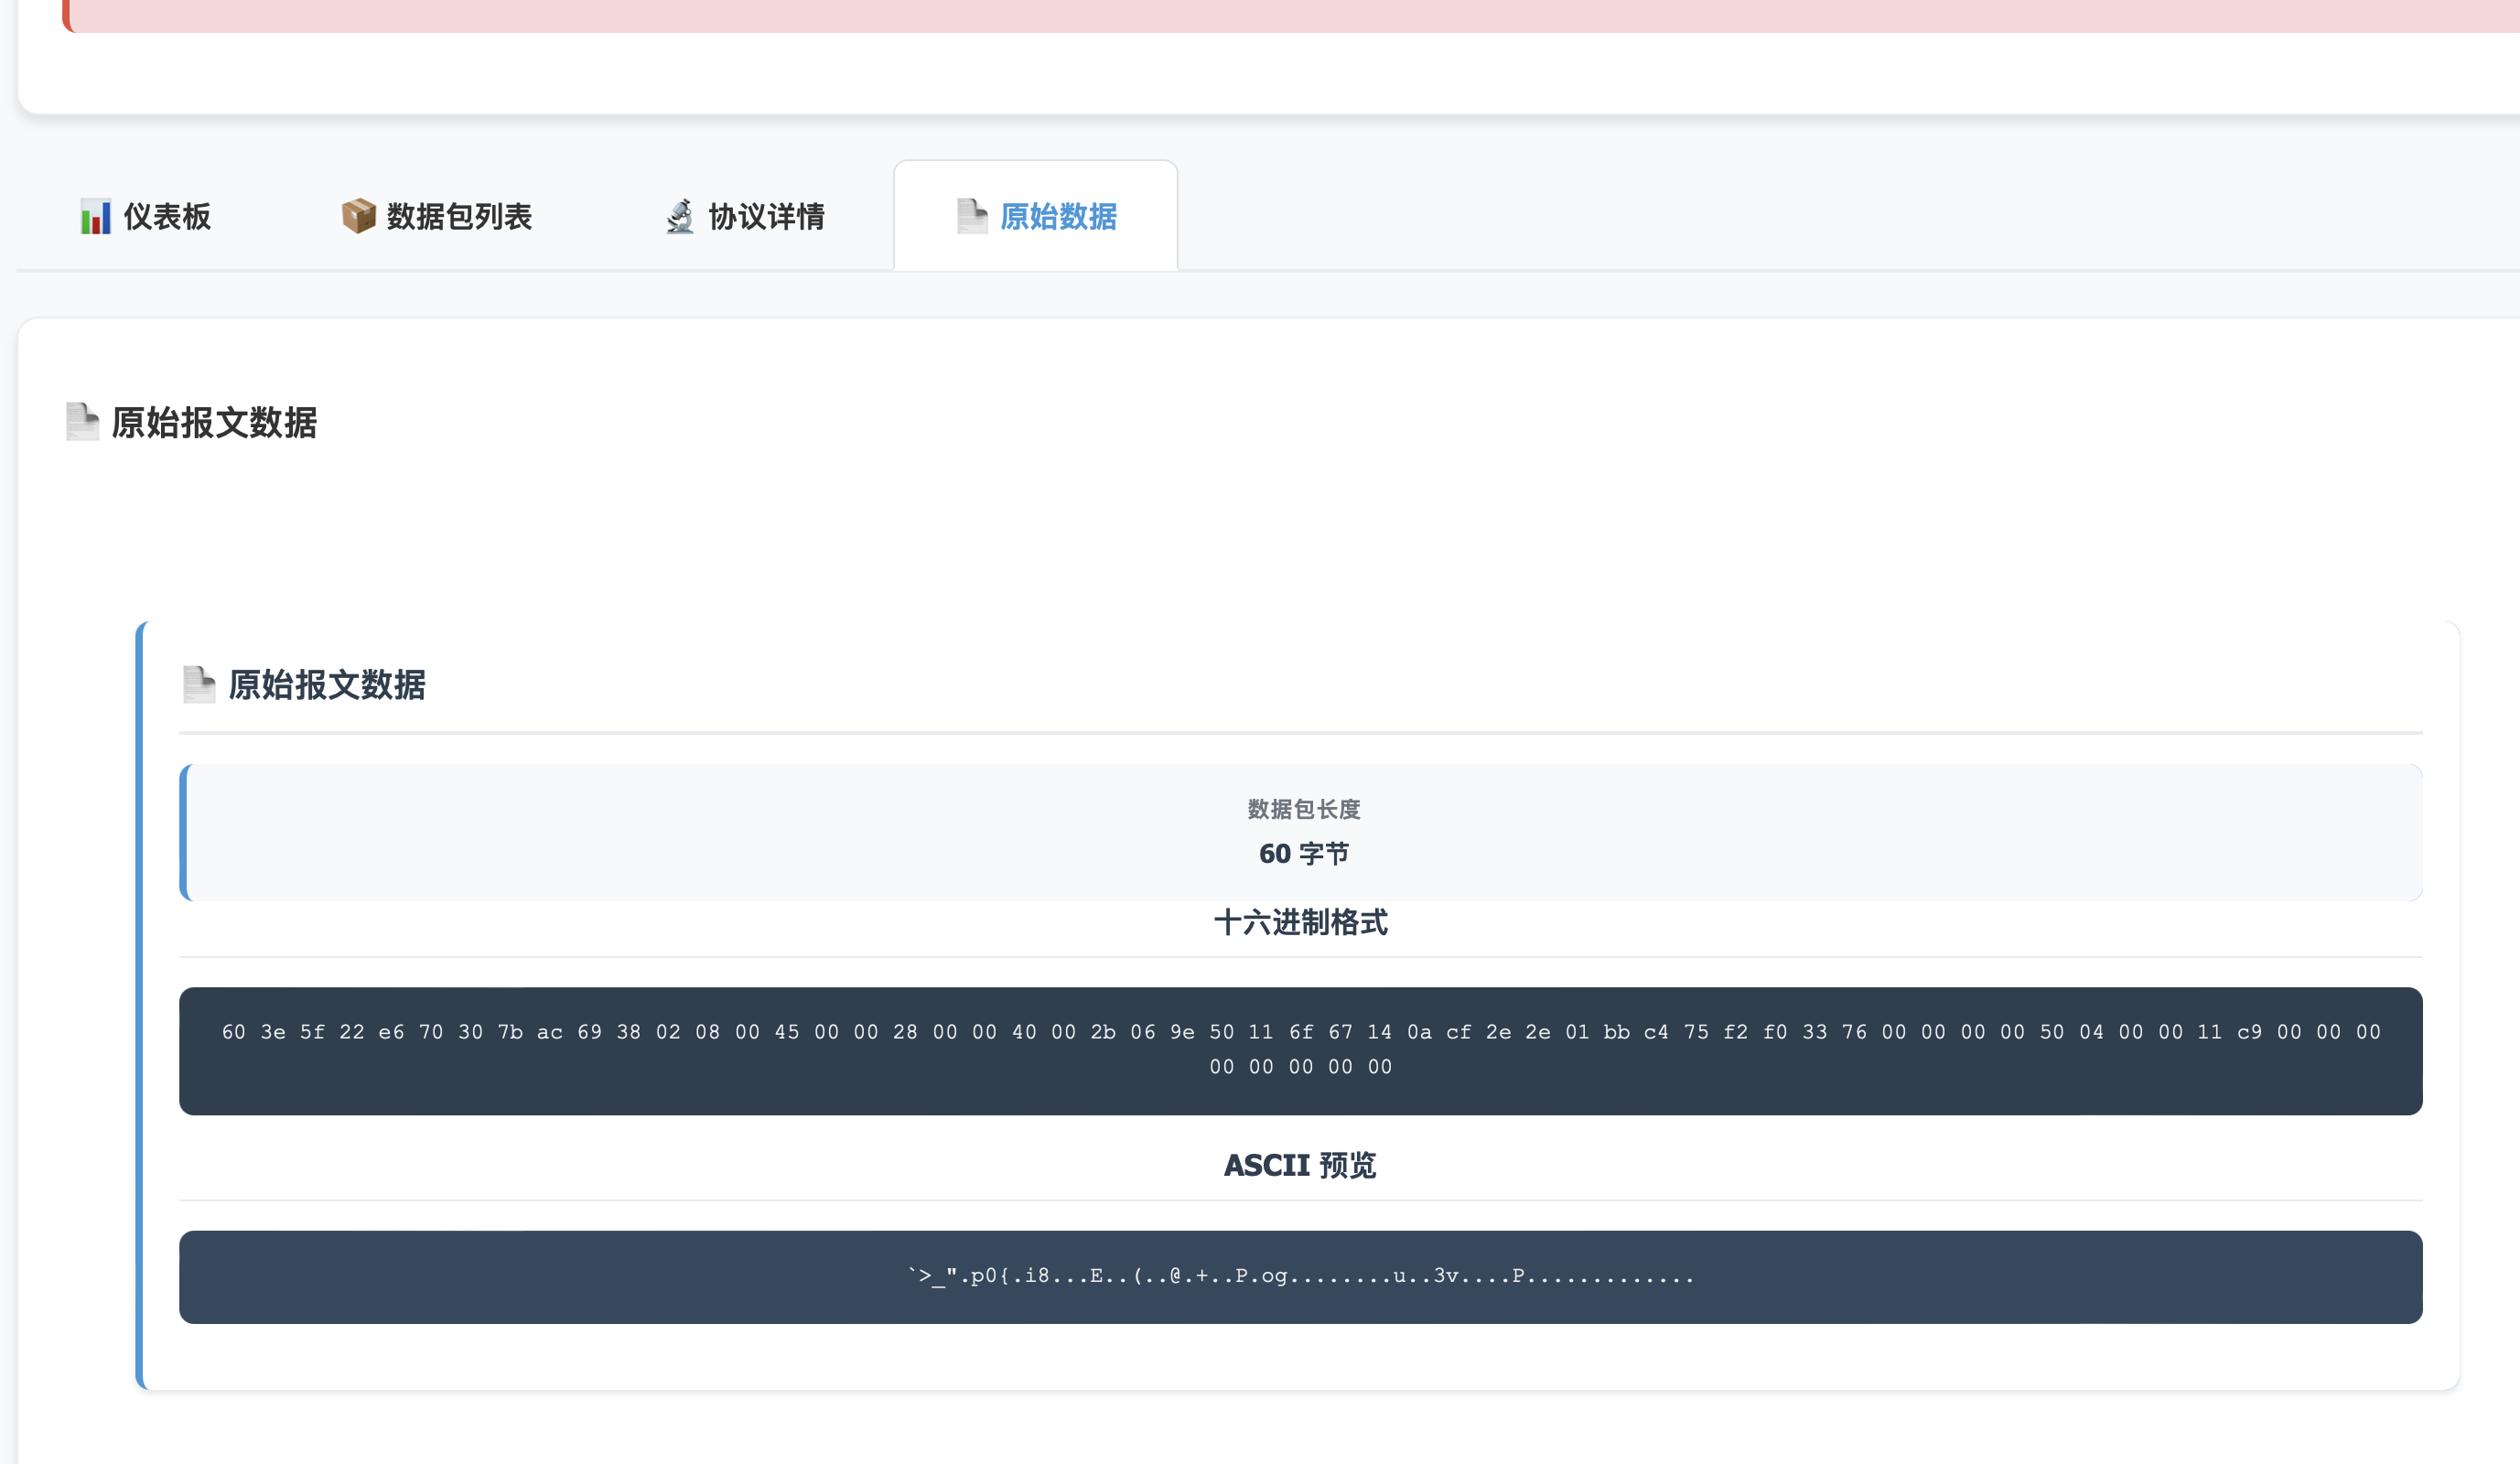 📊 仪表板 📦 数据包列表 🔬 协议详情 📄 原始数据
📄 原始报文数据
📄 原始报文数据
数据包长度
60 字节
十六进制格式
60 3e 5f 22 e6 70 30 7b ac 69 38 02 08 00 45 00 00 28 00 00 40 00 2b 06 9e 50 11 6f 67 14 0a cf 2e 2e 01 bb c4 75 f2 f0 33 76 00 00 00 00 50 04 00 00 11 c9 00 00 00
00 00 00 00 00
ASCII 预览
`>_".p0{.i8...E..(..@.+..P.og........u..3v....P.............